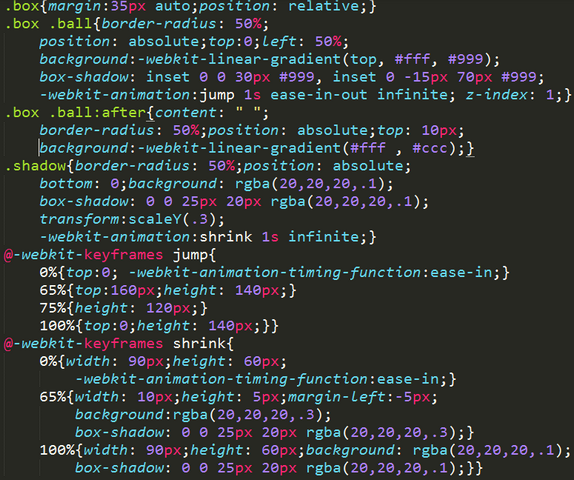 .box{margin:35px auto;position: relative;}
.box .ball{border-radius: 50%;
position: absolute;top:0;left: 50%;
background:-webkit-linear-gradient(top, #fff, #999);
box-shadow: inset 0 0 30px #999, inset 0 -15px 70px #999;
-webkit-animation:jump 1s ease-in-out infinite; z-index: 1;}
.box .ball:after{content: " ";
border-radius: 50%;position: absolute;top: 10px;
background:-webkit-linear-gradient(#fff , #ccc);}
.shadow{border-radius: 50%;position: absolute;
bottom: 0;background: rgba(20,20,20,.1);
box-shadow: 0 0 25px 20px rgba(20,20,20,.1);
transform:scaleY(.3);
-webkit-animation:shrink 1s infinite;}
@-webkit-keyframes jump{
0%{top:0; -webkit-animation-timing-function:ease-in;}
65%{top:160px;height: 140px;}
75%{height: 120px;}
100%{top:0;height: 140px;}}
@-webkit-keyframes shrink{
0%{width: 90px;height: 60px;
-webkit-animation-timing-function:ease-in;}
65%{width: 10px;height: 5px;margin-left:-5px;
background:rgba(20,20,20,.3);
box-shadow: 0 0 25px 20px rgba(20,20,20,.3);}
100%{width: 90px;height: 60px;background: rgba(20,20,20,.1);
box-shadow: 0 0 25px 20px rgba(20,20,20,.1);}}